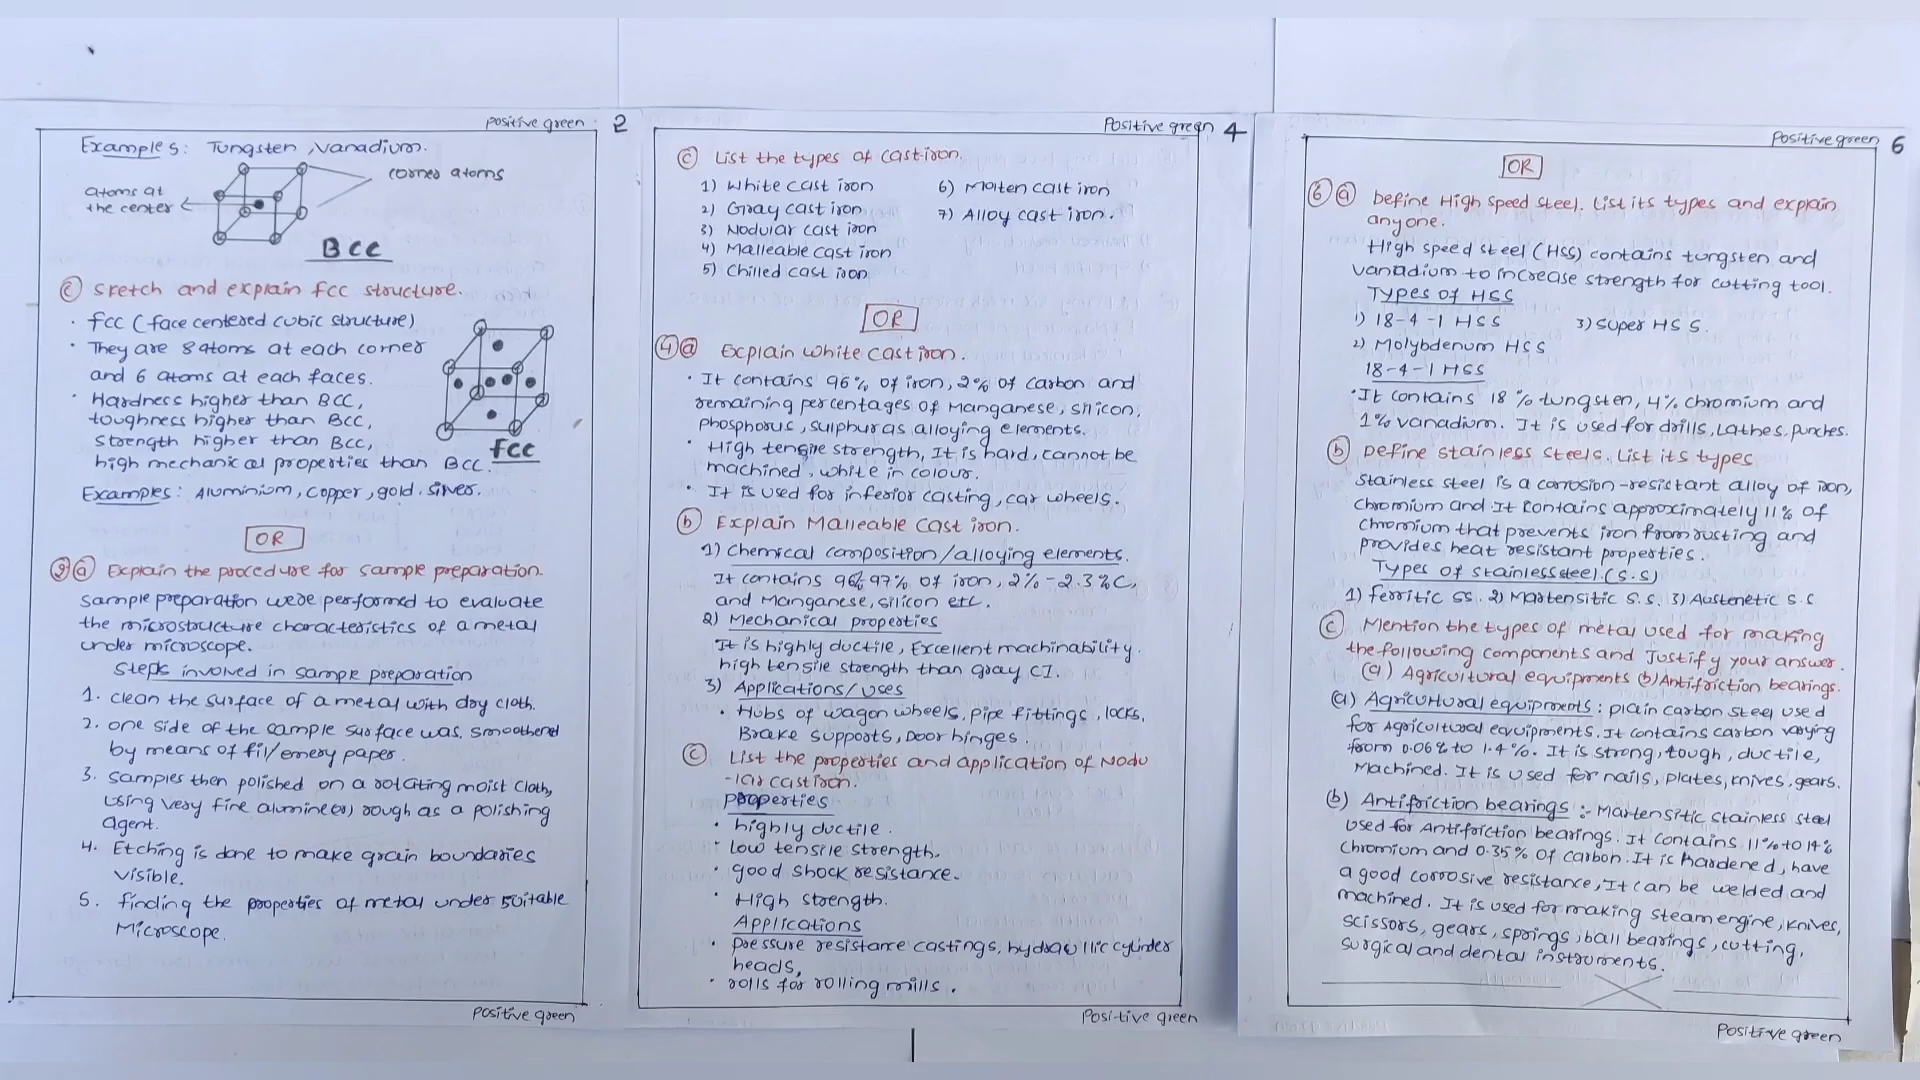 Positive green 2
Examples: Tungsten, Vanadium.
corner atoms
atoms at
the center
BCC
c) Sketch and explain fcc structure.
· fcc (face centered cubic structure)
· They are 8 atoms at each corner
and 6 atoms at each faces.
· Hardness higher than BCC,
toughness higher than BCC,
strength higher than BCC,
high mechanical properties than BCC.
fcc
Examples: Aluminium, copper, gold, silver.
OR
a) Explain the procedure for sample preparation.
sample preparation were performed to evaluate
the microstructure characteristics of a metal
under microscope.
Steps involved in sample preparation
1. clean the surface of a metal with dry cloth.
2. one side of the sample surface was smoothened
by means of fil/emery paper.
3. samples then polished on a rotating moist cloth,
using very fine alumine(or) rough as a polishing
agent.
4. Etching is done to make grain boundaries
visible.
5. finding the properties of metal under suitable
Microscope.
Positive green
Positive green 4
c) List the types of cast iron.
1) White cast iron
2) Gray cast iron
3) Nodular cast iron
4) Malleable cast iron
5) Chilled cast iron
6) Molten cast iron
7) Alloy cast iron.
OR
4 a) Explain white cast iron.
· It contains 96% of iron, 2% of carbon and
remaining percentages of Manganese, silicon,
phosphorus, sulphur as alloying elements.
· High tensile strength, It is hard, cannot be
machined, white in colour.
· It is used for inferior casting, car wheels.
b) Explain Malleable cast iron.
1) Chemical composition/alloying elements.
It contains 96% 97% of iron, 2% - 2.3% C,
and Manganese, silicon etc.
2) Mechanical properties
It is highly ductile, Excellent machinability.
high tensile strength than gray CI.
3) Applications/uses
· Hubs of wagon wheels, pipe fittings, locks,
Brake supports, Door hinges.
c) List the properties and application of Nodu
-lar cast iron.
Properties
· highly ductile.
· Low tensile strength.
· good shock resistance.
· High strength.
Applications
· pressure resistance castings, hydraullic cylinder
heads,
· rolls for rolling mills.
Positive green
Positive green 6
OR
6 a) Define High speed steel. List its types and explain
anyone.
High speed steel (HSS) contains tungsten and
vanadium to increase strength for cutting tool.
Types of HSS
1) 18-4-1 HSS
3) super HSS.
2) Molybdenum HSS
18-4-1 HSS
· It contains 18% tungsten, 4% chromium and
1% vanadium. It is used for drills, Lathes, punches.
b) Define stainless steels. List its types
Stainless steel is a corrosion-resistant alloy of iron,
chromium and It contains approximately 11% of
chromium that prevents iron from rusting and
provides heat resistant properties.
Types of stainless steel. (S.S)
1) ferritic SS. 2) Martensitic S.S. 3) Austenetic S.S
c) Mention the types of metal used for making
the following components and justify your answer.
(a) Agricultural equipments (b) Antifriction bearings.
(a) Agricultural equipments: plain carbon steel used
for Agricultural equipments. It contains carbon varying
from 0.06% to 1.4%. It is strong, tough, ductile,
Machined. It is used for nails, plates, knives, gears.
(b) Antifriction bearings :- Martensitic stainless steel
used for Antifriction bearings. It contains 11% to 14%
Chromium and 0.35% of carbon. It is hardened, have
a good corrosive resistance, It can be welded and
machined. It is used for making steam engine, knives,
scissors, gears, springs, ball bearings, cutting,
surgical and dental instruments.
Positive green